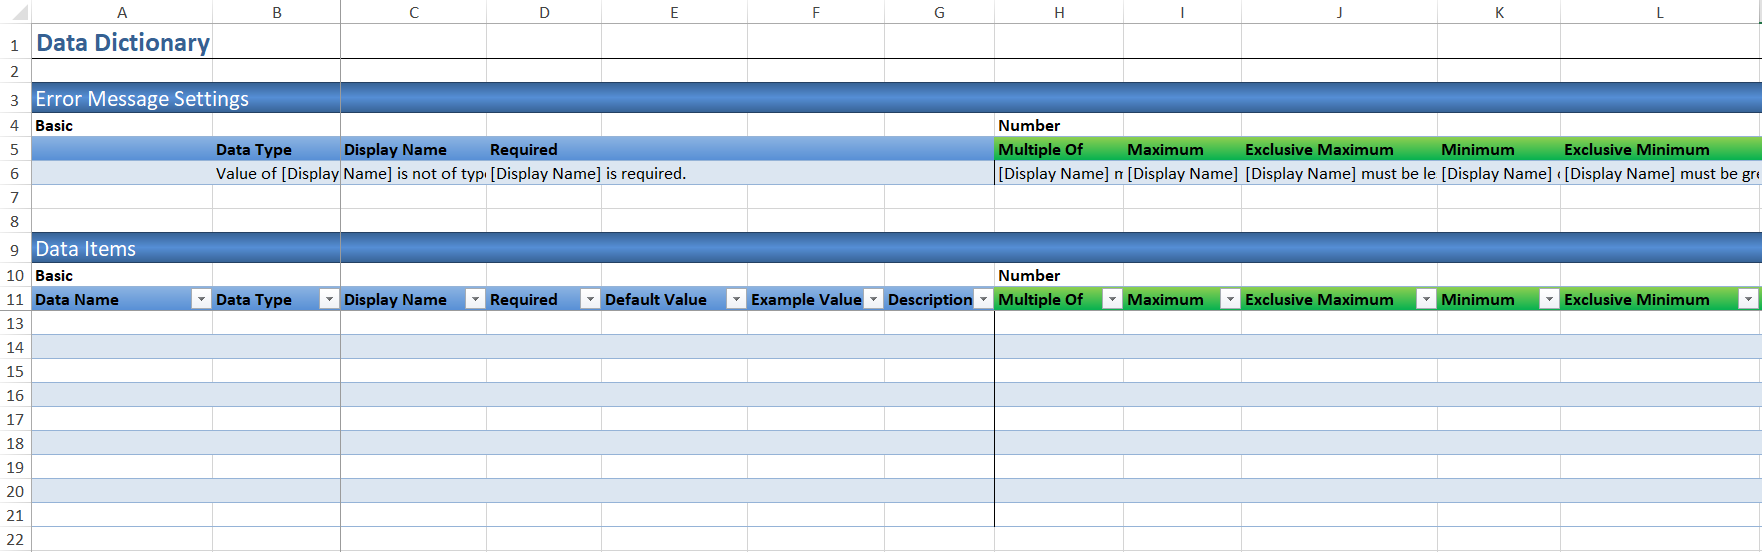 A B C D E F G H I J K L
1 Data Dictionary
2
3 Error Message Settings
4 Basic Number
5 Data Type Display Name Required Multiple Of Maximum Exclusive Maximum Minimum Exclusive Minimum
6 Value of [Display Name] is not of typ [Display Name] is required. [Display Name] m [Display Name] [Display Name] must be le [Display Name] [Display Name] must be gr
7
8
9 Data Items
10 Basic Number
11 Data Name Data Type Display Name Required Default Value Example Value Description Multiple Of Maximum Exclusive Maximum Minimum Exclusive Minimum
13
14
15
16
17
18
19
20
21
22